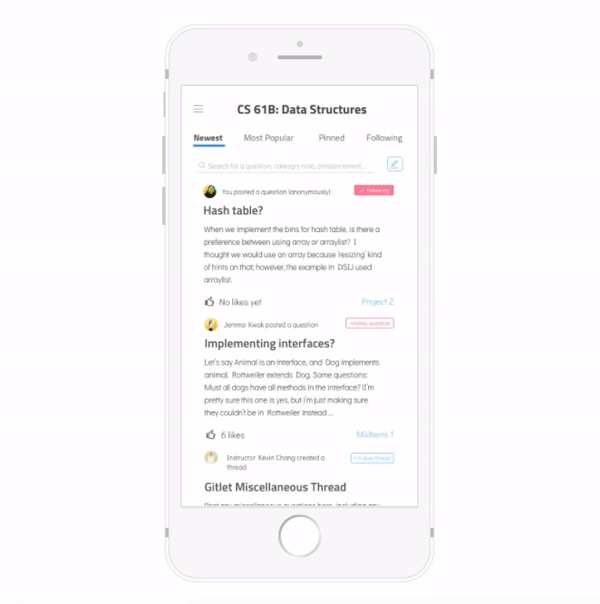 CS 61B: Data Structures
Newest Most Popular Pinned Following
Search for a question, category note, announcement...
You posted a question (anonymously)
Following
Hash table?
When we implement the bins for hash table, is there a
preference between using array or arraylist? I
thought we would use an array because 'resizing' kind
of hints on that; however, the example in DSIJ used
arraylist.
No likes yet Project 2
Jemma Kwak posted a question
+Follow question
Implementing interfaces?
Let's say Animal is an interface, and Dog implements
animal. Rottweiler extends Dog. Some questions:
Must all dogs have all methods in the interface? (I'm
pretty sure this one is yes, but i'm just making sure
they couldn't be in Rottweiler instead ...
6 likes Midterm 1
Instructor Kevin Chang created a
thread
+ Follow thread
Gitlet Miscellaneous Thread